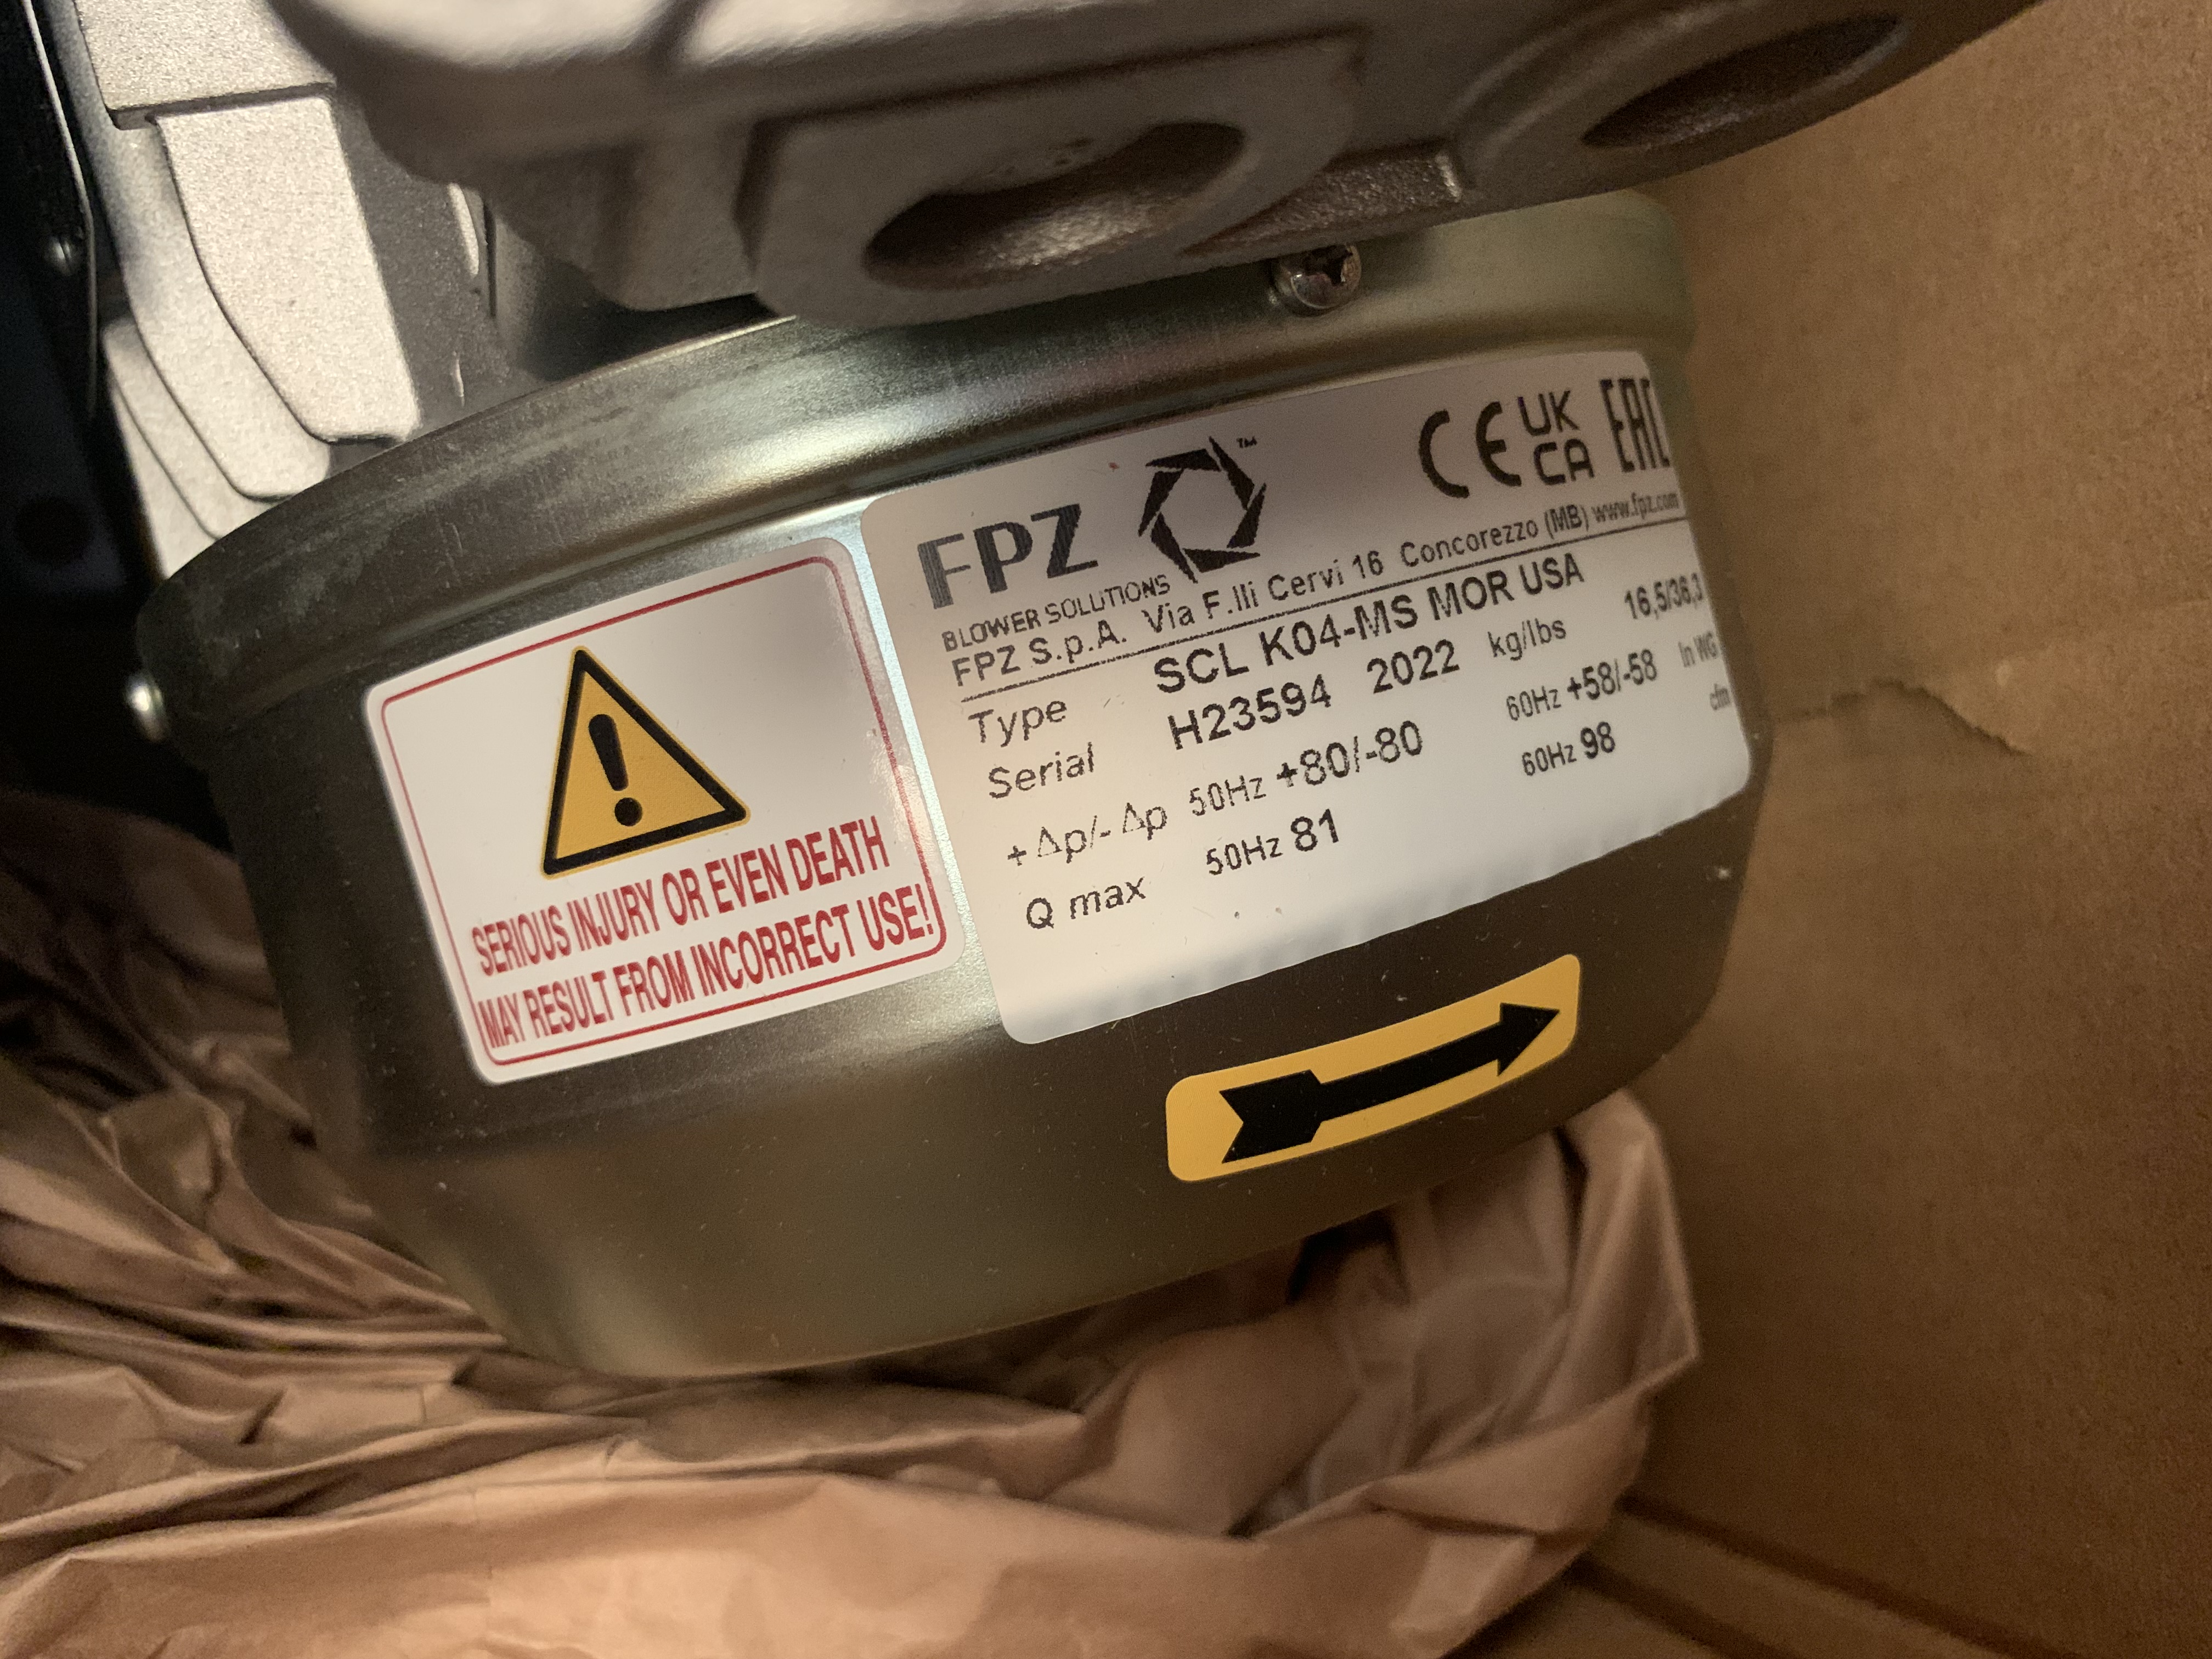 SERIOUS INJURY OR EVEN DEATH
MAY RESULT FROM INCORRECT USE!
FPZ ™
BLOWER SOLUTIONS
CE UK CA EAC
FPZ S.p.A. Via F.lli Cervi 16 Concorezzo (MB) www.fpz.com
Type SCL K04-MS MOR USA
Serial H23594 2022 kg/lbs 16,5/36,3
+Δp/-Δp 50Hz +80/-80 60Hz +58/-58 In WG
Q max 50Hz 81 60Hz 98 cfm